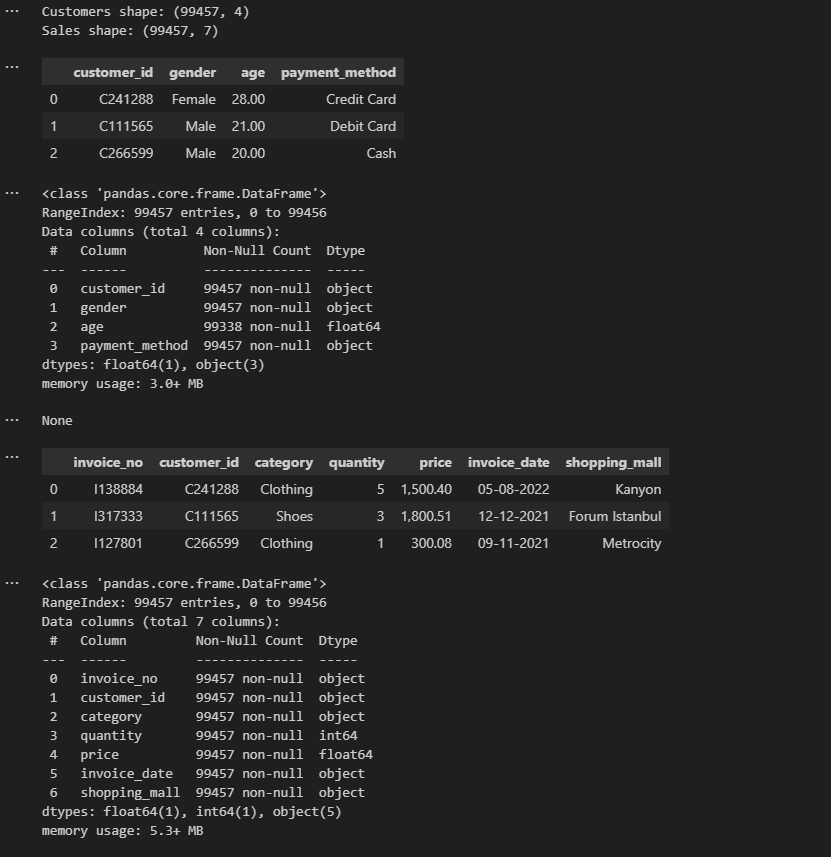 ... Customers shape: (99457, 4)
Sales shape: (99457, 7)
... customer_id gender age payment_method
0 C241288 Female 28.00 Credit Card
1 C111565 Male 21.00 Debit Card
2 C266599 Male 20.00 Cash
... <class 'pandas.core.frame.DataFrame'>
RangeIndex: 99457 entries, 0 to 99456
Data columns (total 4 columns):
# Column Non-Null Count Dtype
--- ------ -------------- -----
0 customer_id 99457 non-null object
1 gender 99457 non-null object
2 age 99338 non-null float64
3 payment_method 99457 non-null object
dtypes: float64(1), object(3)
memory usage: 3.0+ MB
... None
... invoice_no customer_id category quantity price invoice_date shopping_mall
0 I138884 C241288 Clothing 5 1,500.40 05-08-2022 Kanyon
1 I317333 C111565 Shoes 3 1,800.51 12-12-2021 Forum Istanbul
2 I127801 C266599 Clothing 1 300.08 09-11-2021 Metrocity
... <class 'pandas.core.frame.DataFrame'>
RangeIndex: 99457 entries, 0 to 99456
Data columns (total 7 columns):
# Column Non-Null Count Dtype
--- ------ -------------- -----
0 invoice_no 99457 non-null object
1 customer_id 99457 non-null object
2 category 99457 non-null object
3 quantity 99457 non-null int64
4 price 99457 non-null float64
5 invoice_date 99457 non-null object
6 shopping_mall 99457 non-null object
dtypes: float64(1), int64(1), object(5)
memory usage: 5.3+ MB